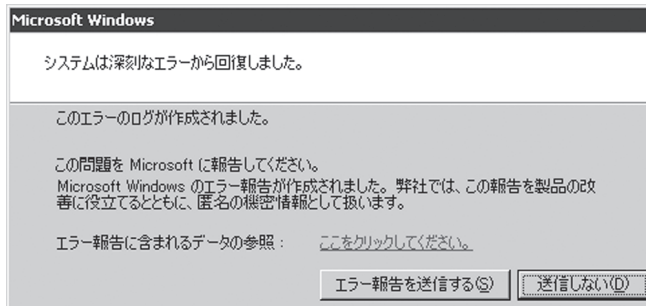 Microsoft Windows
システムは深刻なエラーから回復しました。
このエラーのログが作成されました。
この問題を Microsoft に報告してください。
Microsoft Windows のエラー報告が作成されました。弊社では、この報告を製品の改
善に役立てるとともに、匿名の機密情報として扱います。
エラー報告に含まれるデータの参照： ここをクリックしてください。
エラー報告を送信する(S) 送信しない(D)